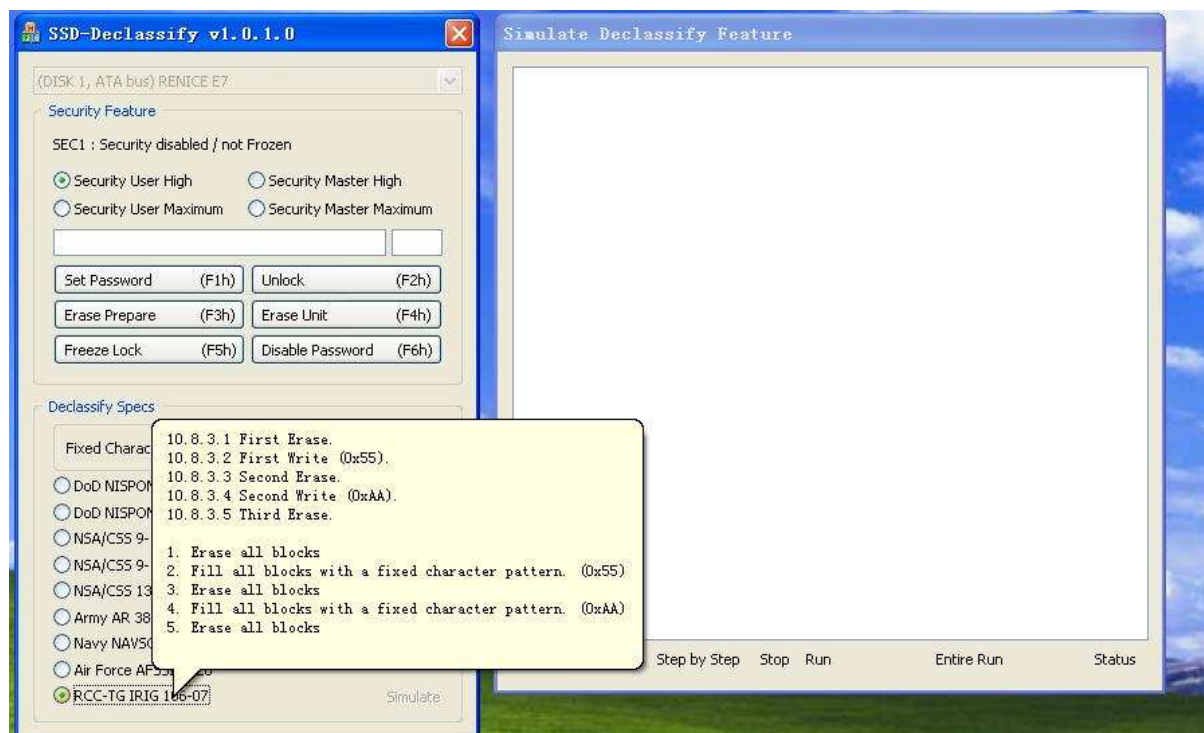 SSD-Declassify v1.0.1.0
(DISK 1, ATA bus) RENICE E7
Security Feature
SEC1 : Security disabled / not Frozen
Security User High
Security Master High
Security User Maximum
Security Master Maximum
Set Password (F1h)
Unlock (F2h)
Erase Prepare (F3h)
Erase Unit (F4h)
Freeze Lock (F5h)
Disable Password (F6h)
Declassify Specs
Fixed Charac
DoD NISPOM
DoD NISPOM
NSA/CSS 9-
NSA/CSS 9-
NSA/CSS 13
Army AR 38
Navy NAVSO
Air Force
RCC-TG IRIG 106-07
Simulate
10.8.3.1 First Erase.
10.8.3.2 First Write (0x55).
10.8.3.3 Second Erase.
10.8.3.4 Second Write (0xAA).
10.8.3.5 Third Erase.
1. Erase all blocks
2. Fill all blocks with a fixed character pattern. (0x55)
3. Erase all blocks
4. Fill all blocks with a fixed character pattern. (0xAA)
5. Erase all blocks
Simulate Declassify Feature
Step by Step Stop Run Entire Run Status